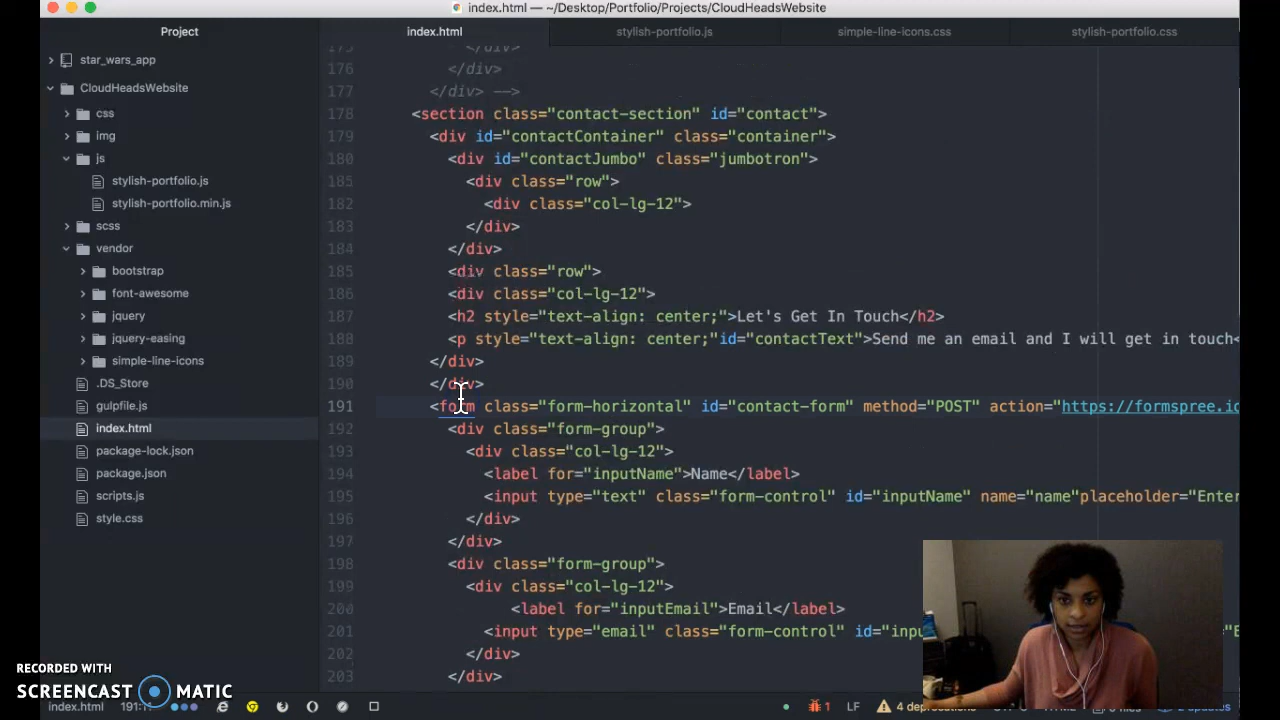 index.html — ~/Desktop/Portfolio/Projects/CloudHeadsWebsite
Project
index.html
stylish-portfolio.js
simple-line-icons.css
stylish-portfolio.css
star_wars_app
CloudHeadsWebsite
css
img
js
stylish-portfolio.js
stylish-portfolio.min.js
scss
vendor
bootstrap
font-awesome
jquery
jquery-easing
simple-line-icons
.DS_Store
gulpfile.js
index.html
package-lock.json
package.json
scripts.js
style.css
175 </div>
176 </div>
177 </div> -->
178 <section class="contact-section" id="contact">
179 <div id="contactContainer" class="container">
180 <div id="contactJumbo" class="jumbotron">
185 <div class="row">
186 <div class="col-lg-12">
183 </div>
184 </div>
185 <div class="row">
186 <div class="col-lg-12">
187 <h2 style="text-align: center;">Let's Get In Touch</h2>
188 <p style="text-align: center;"id="contactText">Send me an email and I will get in touch<
189 </div>
190 </div>
191 <form class="form-horizontal" id="contact-form" method="POST" action="https://formspree.io
192 <div class="form-group">
193 <div class="col-lg-12">
194 <label for="inputName">Name</label>
195 <input type="text" class="form-control" id="inputName" name="name"placeholder="Enter
196 </div>
197 </div>
198 <div class="form-group">
199 <div class="col-lg-12">
200 <label for="inputEmail">Email</label>
201 <input type="email" class="form-control" id="inpu
202 </div>
203 </div>
RECORDED WITH
SCREENCAST MATIC
index.html 191:11
1 LF 4 deprecations